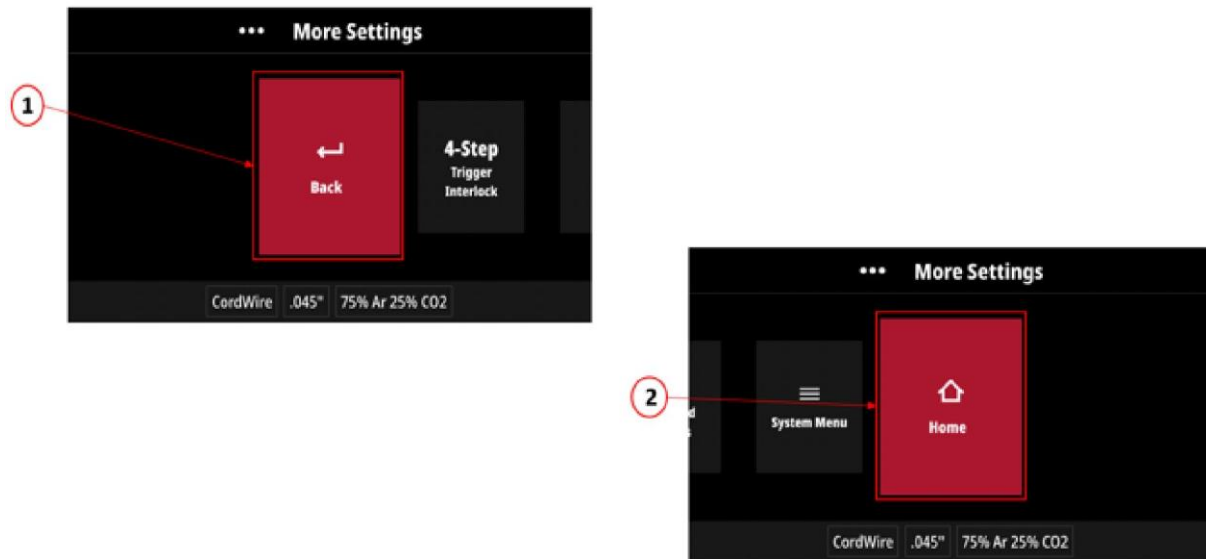 ••• More Settings
1
Back
4-Step
Trigger
Interlock
CordWire .045" 75% Ar 25% CO2
••• More Settings
2
d
s
System Menu
Home
CordWire .045" 75% Ar 25% CO2